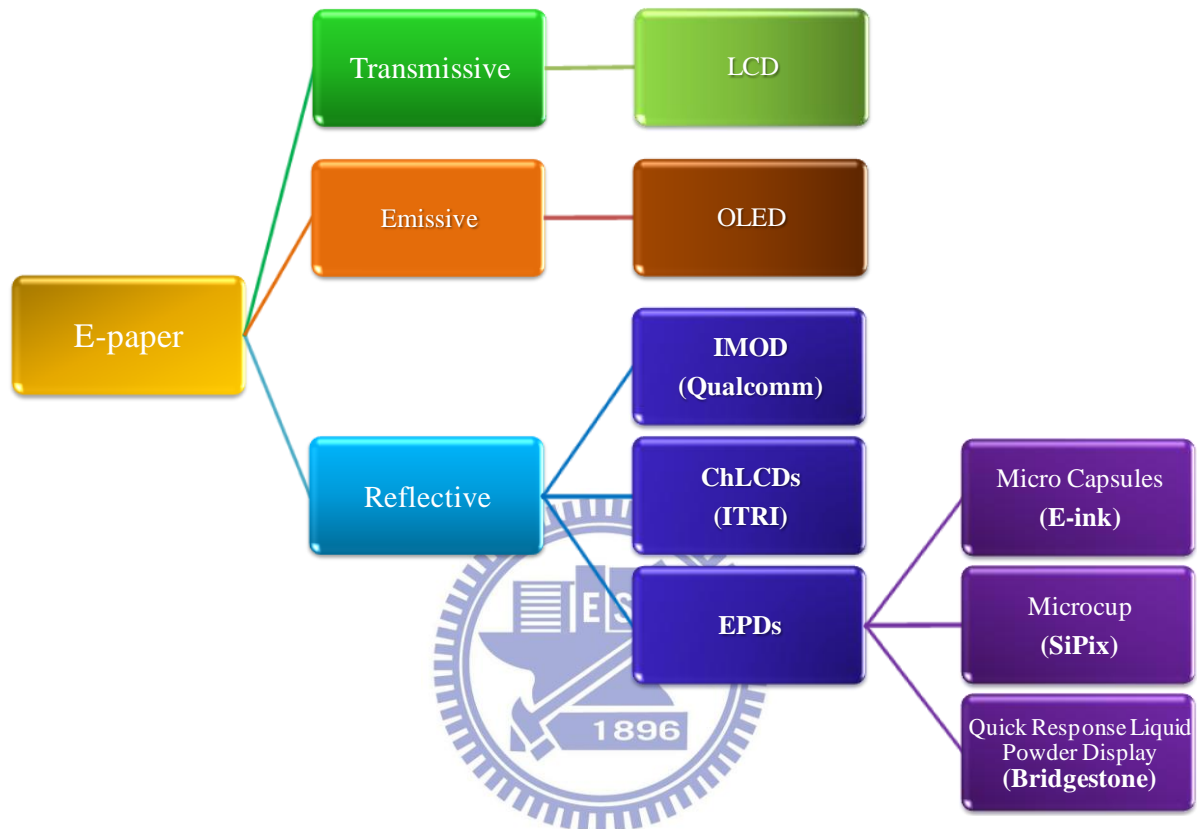 Transmissive
LCD
Emissive
OLED
E-paper
IMOD
(Qualcomm)
Reflective
ChLCDs
(ITRI)
EPDs
Micro Capsules
(E-ink)
Microcup
(SiPix)
Quick Response Liquid
Powder Display
(Bridgestone)
E S
1896